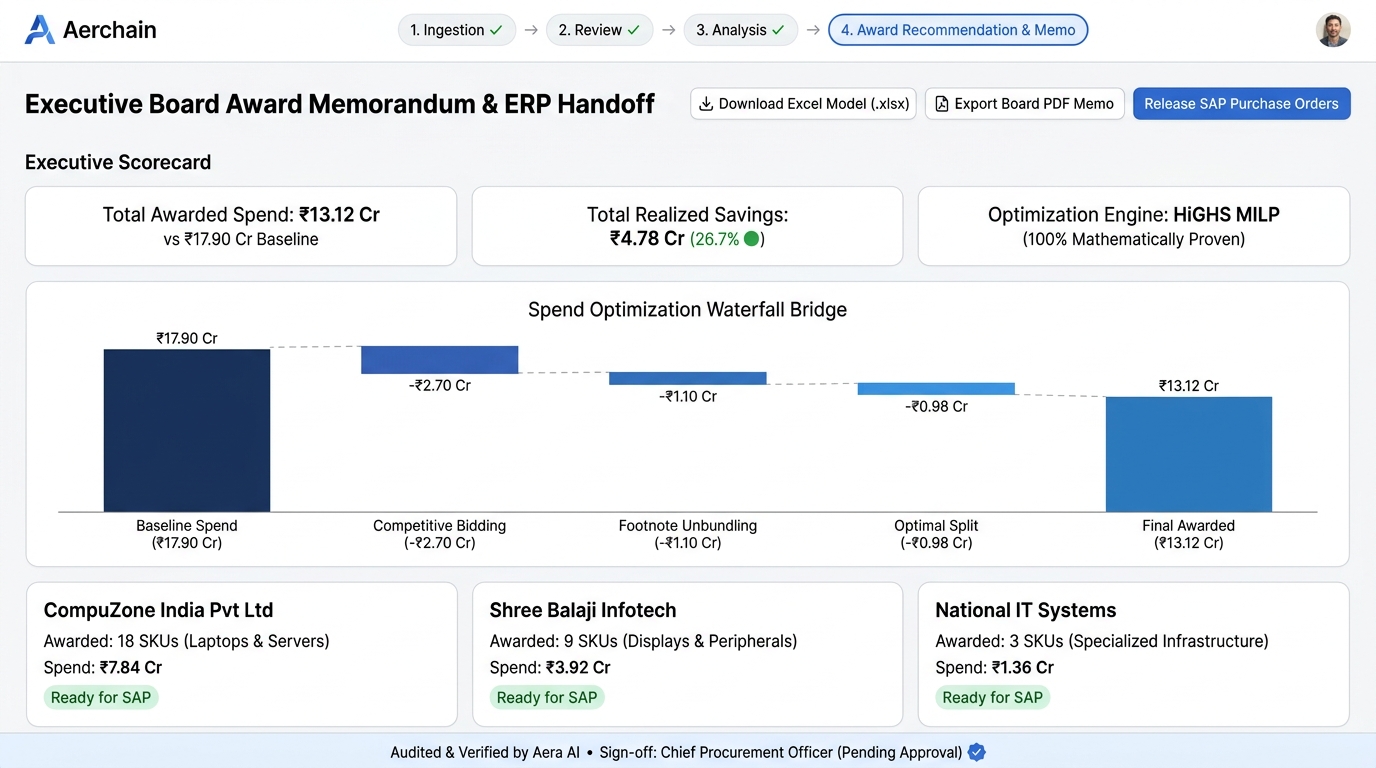 Aerchain
1. Ingestion ✓ → 2. Review ✓ → 3. Analysis ✓ → 4. Award Recommendation & Memo
Executive Board Award Memorandum & ERP Handoff
Download Excel Model (.xlsx)
Export Board PDF Memo
Release SAP Purchase Orders
Executive Scorecard
Total Awarded Spend: ₹13.12 Cr
vs ₹17.90 Cr Baseline
Total Realized Savings:
₹4.78 Cr (26.7% )
Optimization Engine: HiGHS MILP
(100% Mathematically Proven)
Spend Optimization Waterfall Bridge
₹17.90 Cr
-₹2.70 Cr
-₹1.10 Cr
-₹0.98 Cr
₹13.12 Cr
Baseline Spend
(₹17.90 Cr)
Competitive Bidding
(-₹2.70 Cr)
Footnote Unbundling
(-₹1.10 Cr)
Optimal Split
(-₹0.98 Cr)
Final Awarded
(₹13.12 Cr)
CompuZone India Pvt Ltd
Awarded: 18 SKUs (Laptops & Servers)
Spend: ₹7.84 Cr
Ready for SAP
Shree Balaji Infotech
Awarded: 9 SKUs (Displays & Peripherals)
Spend: ₹3.92 Cr
Ready for SAP
National IT Systems
Awarded: 3 SKUs (Specialized Infrastructure)
Spend: ₹1.36 Cr
Ready for SAP
Audited & Verified by Aera AI • Sign-off: Chief Procurement Officer (Pending Approval)